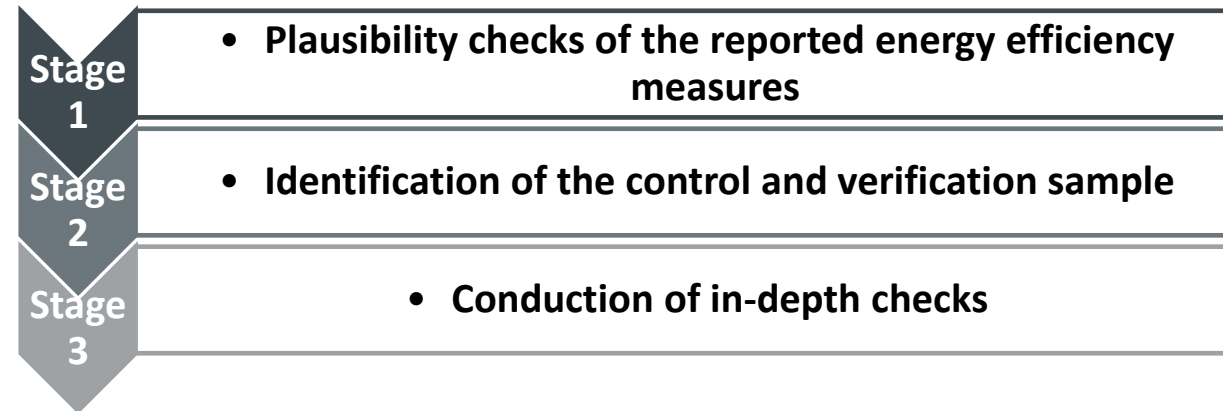 Stage
1
• Plausibility checks of the reported energy efficiency
measures
Stage
2
• Identification of the control and verification sample
Stage
3
• Conduction of in-depth checks